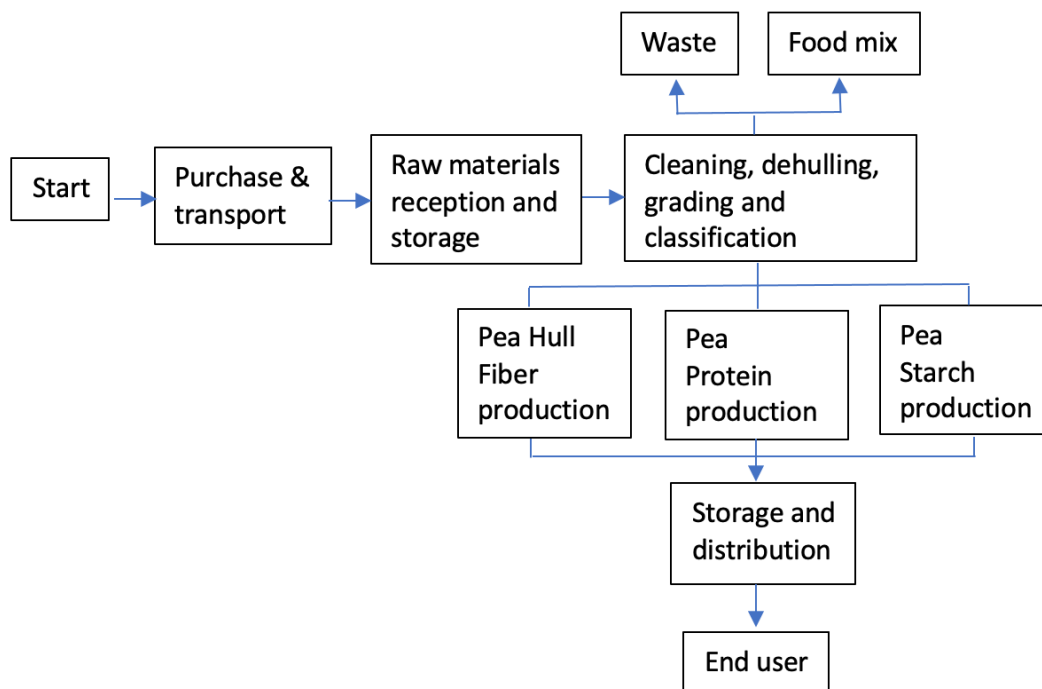 Waste
Food mix
Start
Purchase &
transport
Raw materials
reception and
storage
Cleaning, dehulling,
grading and
classification
Pea Hull
Fiber
production
Pea
Protein
production
Pea
Starch
production
Storage and
distribution
End user